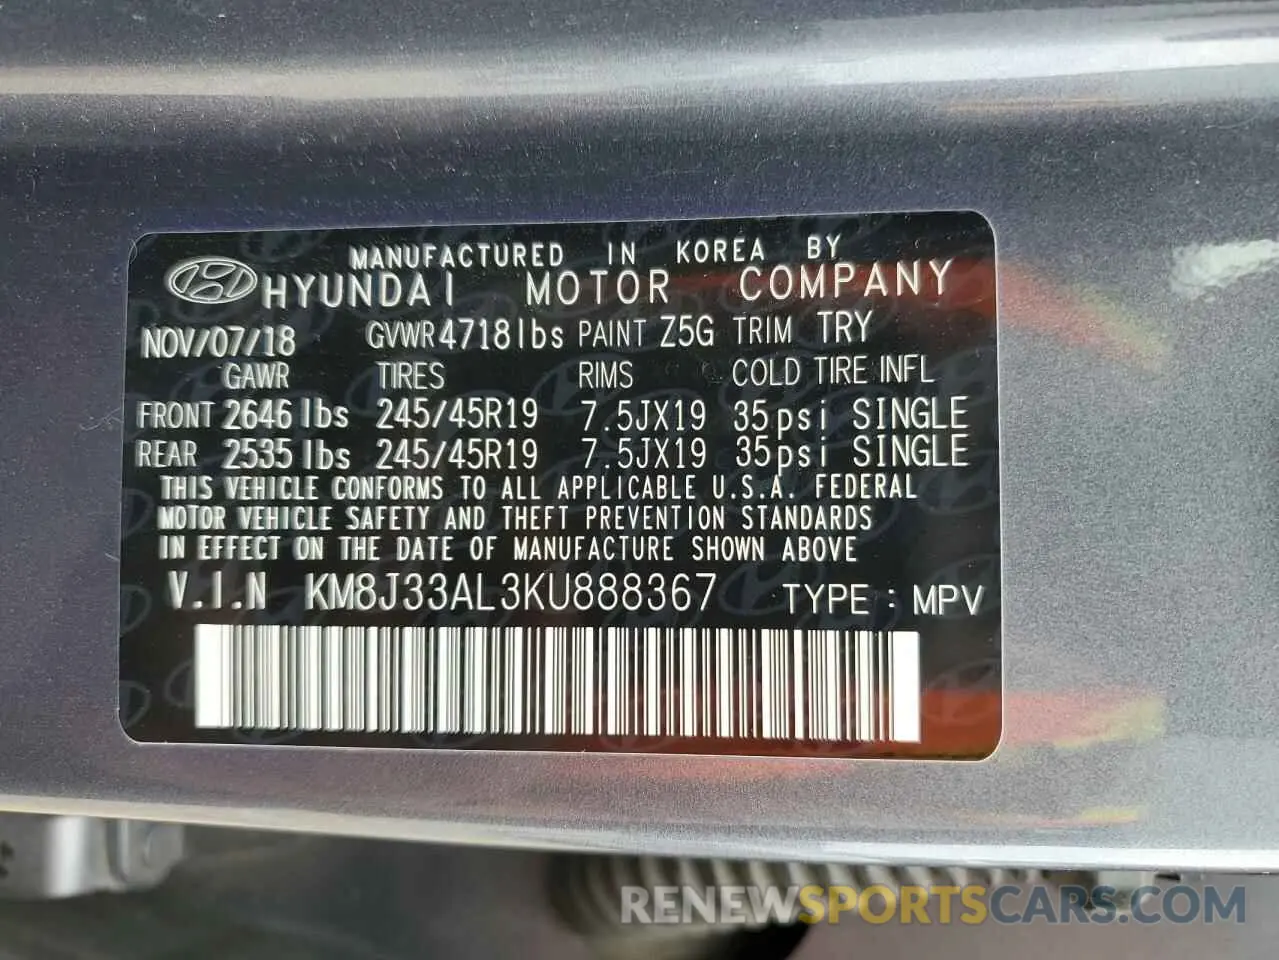 MANUFACTURED IN KOREA BY
HYUNDAI MOTOR COMPANY
NOV/07/18 GVWR 4718lbs PAINT Z5G TRIM TRY
GAWR TIRES RIMS COLD TIRE INFL
FRONT 2646 lbs 245/45R19 7.5JX19 35psi SINGLE
REAR 2535 lbs 245/45R19 7.5JX19 35psi SINGLE
THIS VEHICLE CONFORMS TO ALL APPLICABLE U.S.A. FEDERAL
MOTOR VEHICLE SAFETY AND THEFT PREVENTION STANDARDS
IN EFFECT ON THE DATE OF MANUFACTURE SHOWN ABOVE
V.I.N KM8J33AL3KU888367 TYPE : MPV
RENEWSPORTSCARS.COM